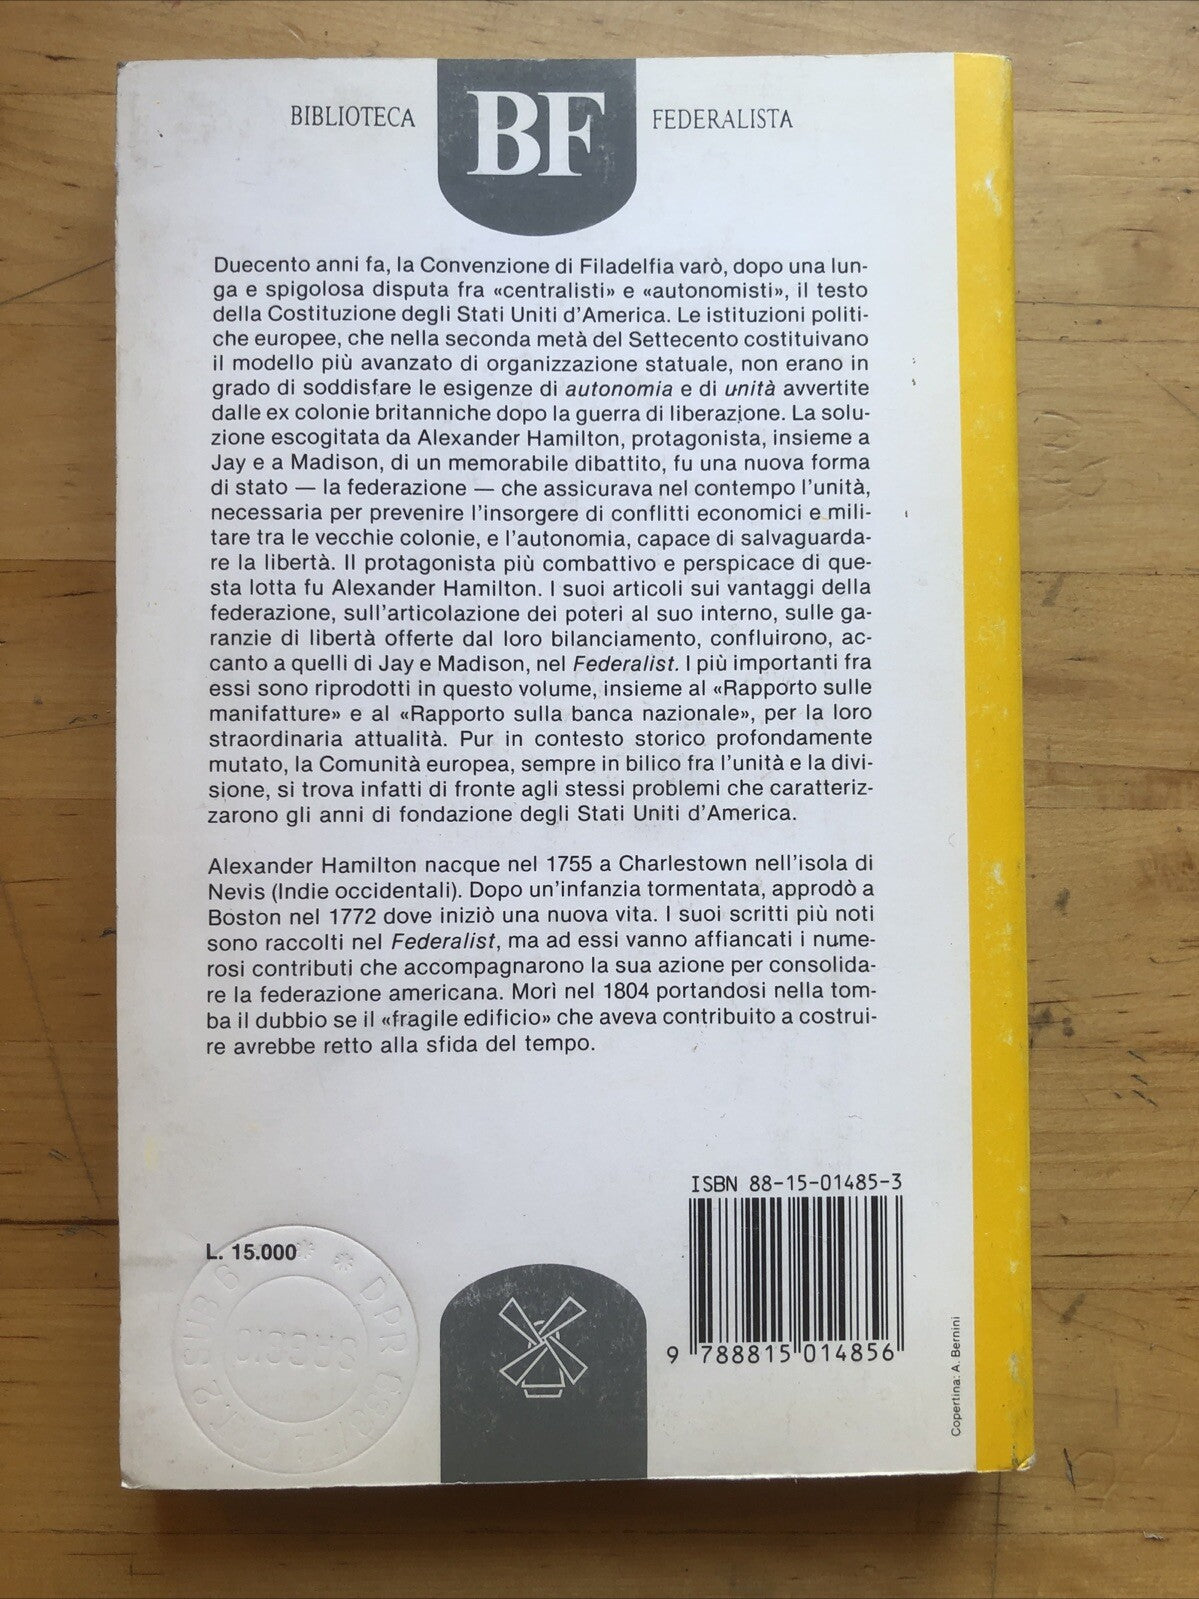 BIBLIOTECA BF FEDERALISTA
Duecento anni fa, la Convenzione di Filadelfia varò, dopo una lun-
ga e spigolosa disputa fra «centralisti» e «autonomisti», il testo
della Costituzione degli Stati Uniti d'America. Le istituzioni politi-
che europee, che nella seconda metà del Settecento costituivano
il modello più avanzato di organizzazione statuale, non erano in
grado di soddisfare le esigenze di autonomia e di unità avvertite
dalle ex colonie britanniche dopo la guerra di liberazione. La solu-
zione escogitata da Alexander Hamilton, protagonista, insieme a
Jay e a Madison, di un memorabile dibattito, fu una nuova forma
di stato — la federazione — che assicurava nel contempo l'unità,
necessaria per prevenire l'insorgere di conflitti economici e mili-
tare tra le vecchie colonie, e l'autonomia, capace di salvaguarda-
re la libertà. Il protagonista più combattivo e perspicace di que-
sta lotta fu Alexander Hamilton. I suoi articoli sui vantaggi della
federazione, sull'articolazione dei poteri al suo interno, sulle ga-
ranzie di libertà offerte dal loro bilanciamento, confluirono, ac-
canto a quelli di Jay e Madison, nel Federalist. I più importanti fra
essi sono riprodotti in questo volume, insieme al «Rapporto sulle
manifatture» e al «Rapporto sulla banca nazionale», per la loro
straordinaria attualità. Pur in contesto storico profondamente
mutato, la Comunità europea, sempre in bilico fra l'unità e la divi-
sione, si trova infatti di fronte agli stessi problemi che caratteriz-
zarono gli anni di fondazione degli Stati Uniti d'America.
Alexander Hamilton nacque nel 1755 a Charlestown nell'isola di
Nevis (Indie occidentali). Dopo un'infanzia tormentata, approdò a
Boston nel 1772 dove iniziò una nuova vita. I suoi scritti più noti
sono raccolti nel Federalist, ma ad essi vanno affiancati i nume-
rosi contributi che accompagnarono la sua azione per consolida-
re la federazione americana. Morì nel 1804 portandosi nella tom-
ba il dubbio se il «fragile edificio» che aveva contribuito a costrui-
re avrebbe retto alla sfida del tempo.
ISBN 88-15-01485-3
L. 15.000
9 788815 014856
Copertina: A. Bernini